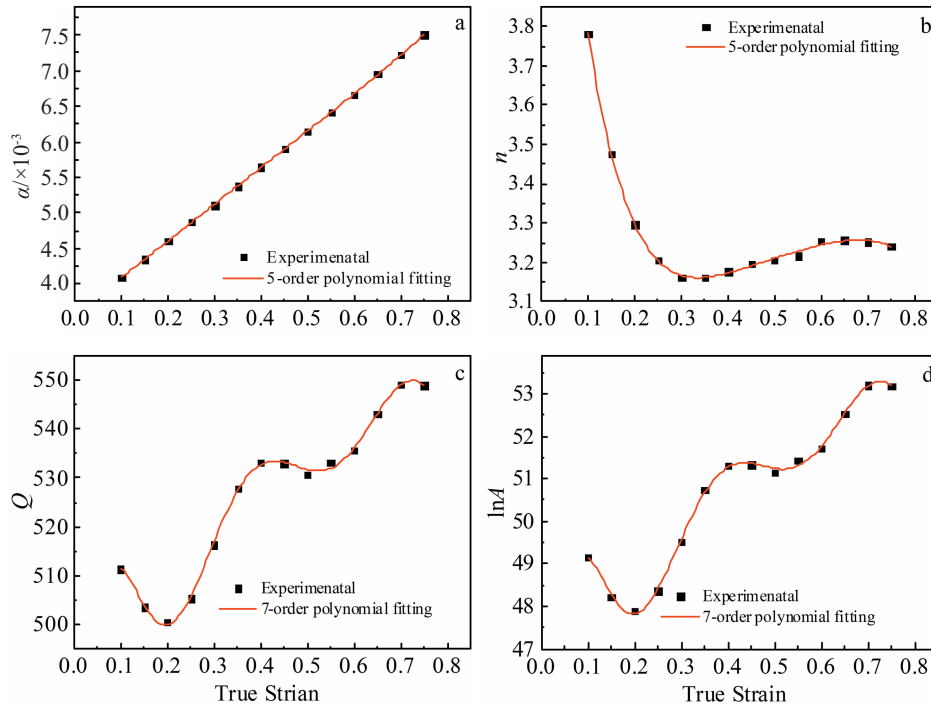 a
7.5
7.0
6.5
6.0
5.5
5.0
4.5
4.0
α/×10⁻³
Experimenatal
5-order polynomial fitting
0.0 0.1 0.2 0.3 0.4 0.5 0.6 0.7 0.8
b
3.8
3.7
3.6
3.4
3.3
3.2
3.1
n
Experimenatal
5-order polynomial fitting
0.0 0.1 0.2 0.3 0.4 0.5 0.6 0.7 0.8
c
550
540
530
520
510
500
Q
Experimenatal
7-order polynomial fitting
0.0 0.1 0.2 0.3 0.4 0.5 0.6 0.7 0.8
True Strian
d
53
52
51
50
49
48
47
lnA
Experimenatal
7-order polynomial fitting
0.0 0.1 0.2 0.3 0.4 0.5 0.6 0.7 0.8
True Strain